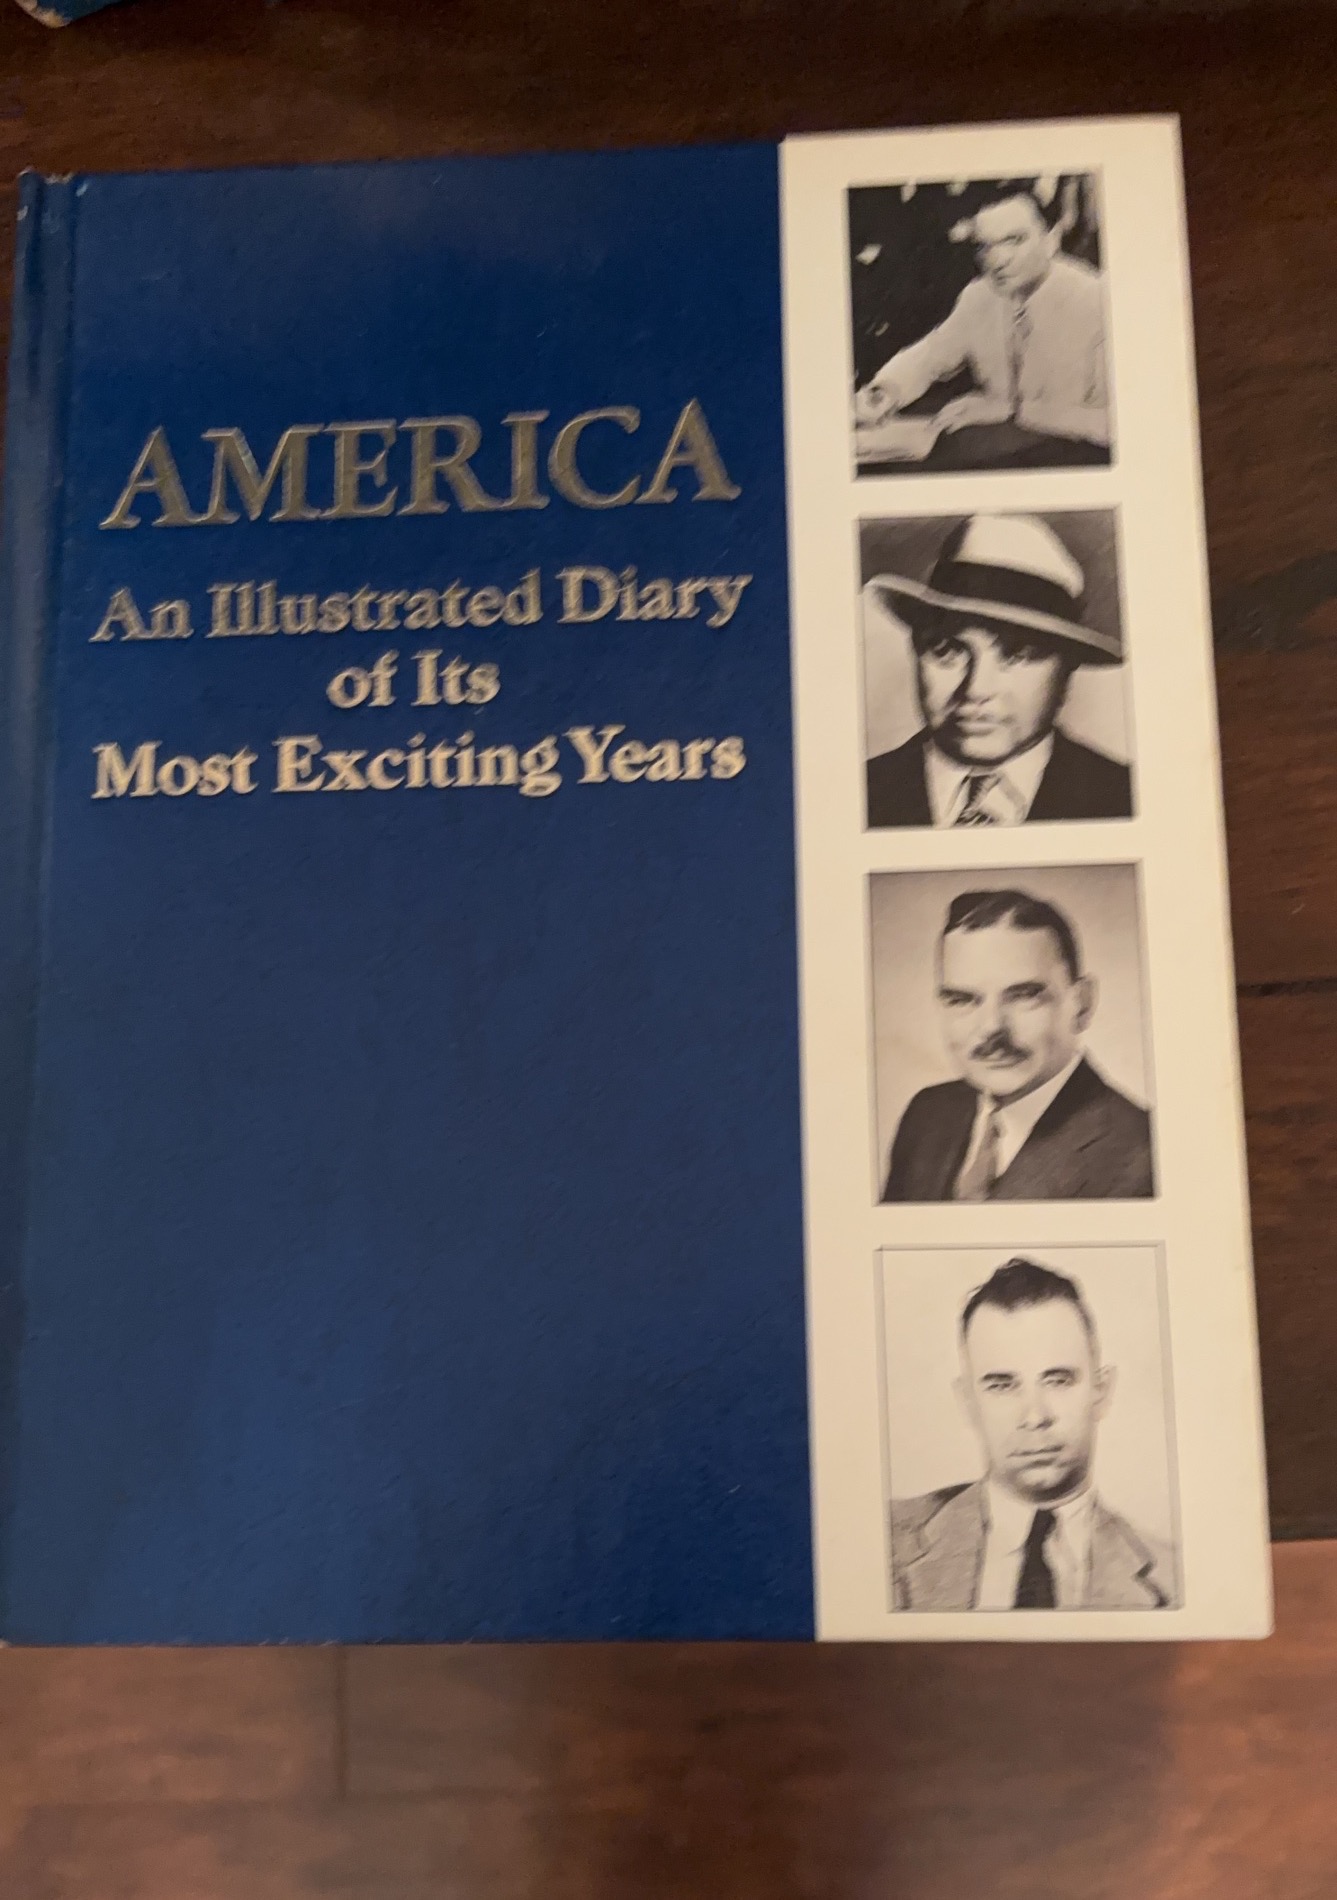 AMERICA
An Illustrated Diary
of Its
Most Exciting Years